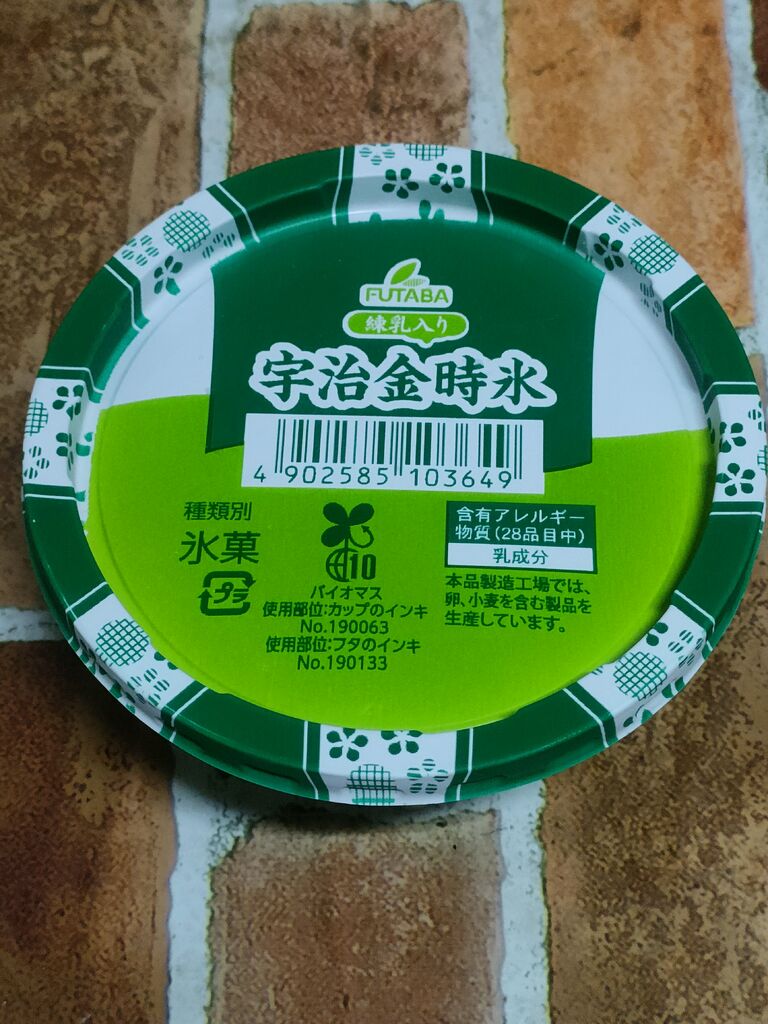 FUTABA
練乳入り
宇治金時氷
4 902585 103649
種類別
氷菓
プラ
10
バイオマス
使用部位:カップのインキ
No.190063
使用部位:フタのインキ
No.190133
含有アレルギー
物質(28品目中)
乳成分
本品製造工場では、
卵、小麦を含む製品を
生産しています。